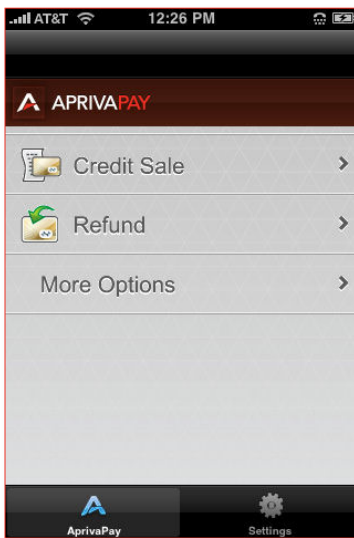 AT&T 12:26 PM
APRIVAPAY
Credit Sale
Refund
More Options
AprivaPay Settings